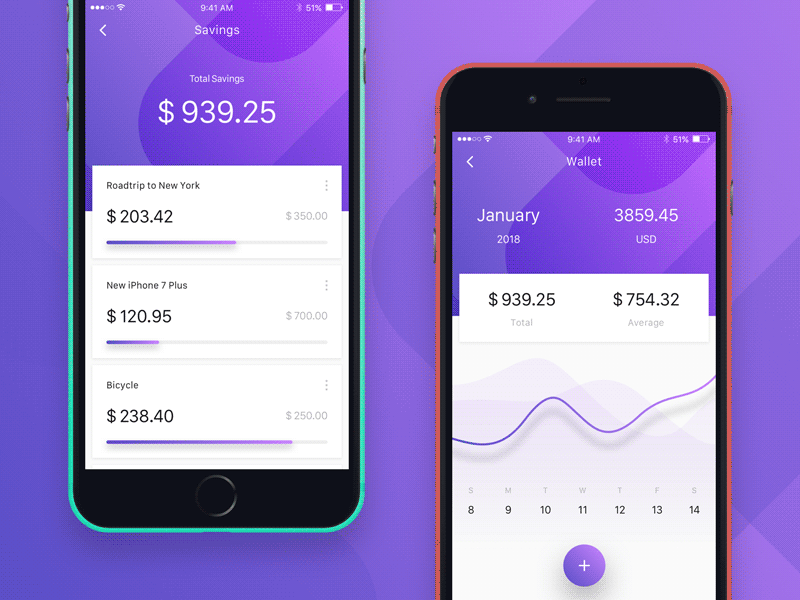 9:41 AM
51%
Savings
Total Savings
$ 939.25
Roadtrip to New York
$ 203.42
$ 350.00
New iPhone 7 Plus
$ 120.95
$ 700.00
Bicycle
$ 238.40
$ 250.00
9:41 AM
51%
Wallet
January
3859.45
2018
USD
$ 939.25
$ 754.32
Total
Average
S M T W T F S
8 9 10 11 12 13 14
+